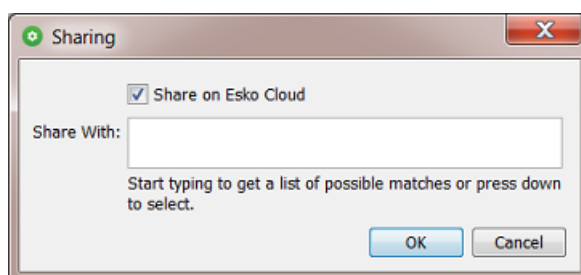 Sharing
Share on Esko Cloud
Share With:
Start typing to get a list of possible matches or press down
to select.
OK Cancel